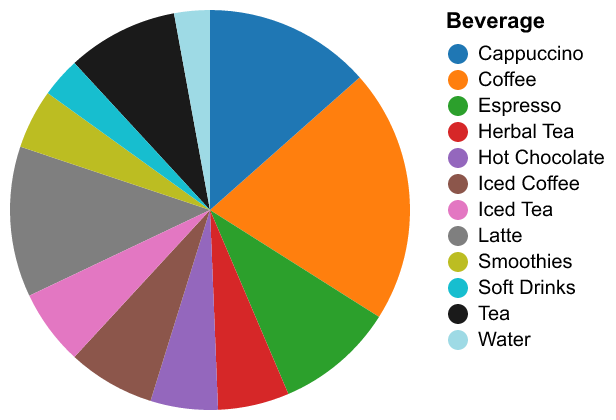 Beverage
Cappuccino
Coffee
Espresso
Herbal Tea
Hot Chocolate
Iced Coffee
Iced Tea
Latte
Smoothies
Soft Drinks
Tea
Water